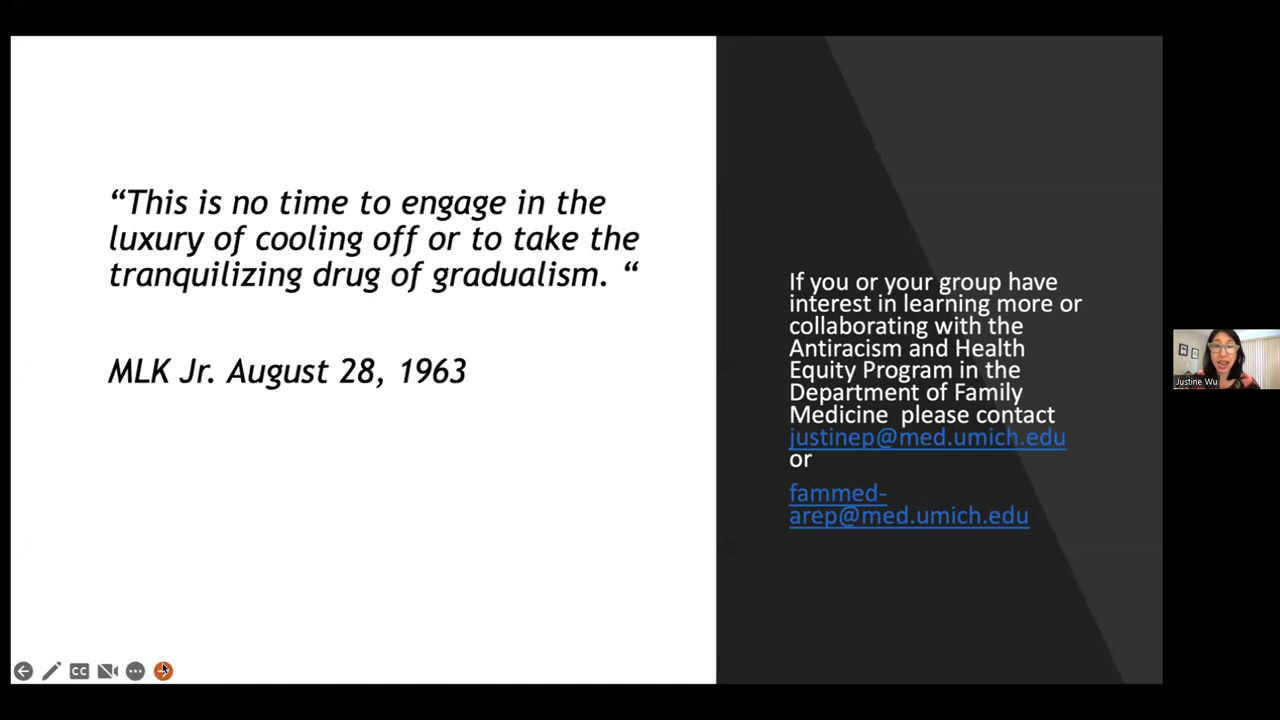 “This is no time to engage in the
luxury of cooling off or to take the
tranquilizing drug of gradualism. “
MLK Jr. August 28, 1963
If you or your group have
interest in learning more or
collaborating with the
Antiracism and Health
Equity Program in the
Department of Family
Medicine  please contact
justinep@med.umich.edu
or
fammed-
arep@med.umich.edu
Justine Wu
CC